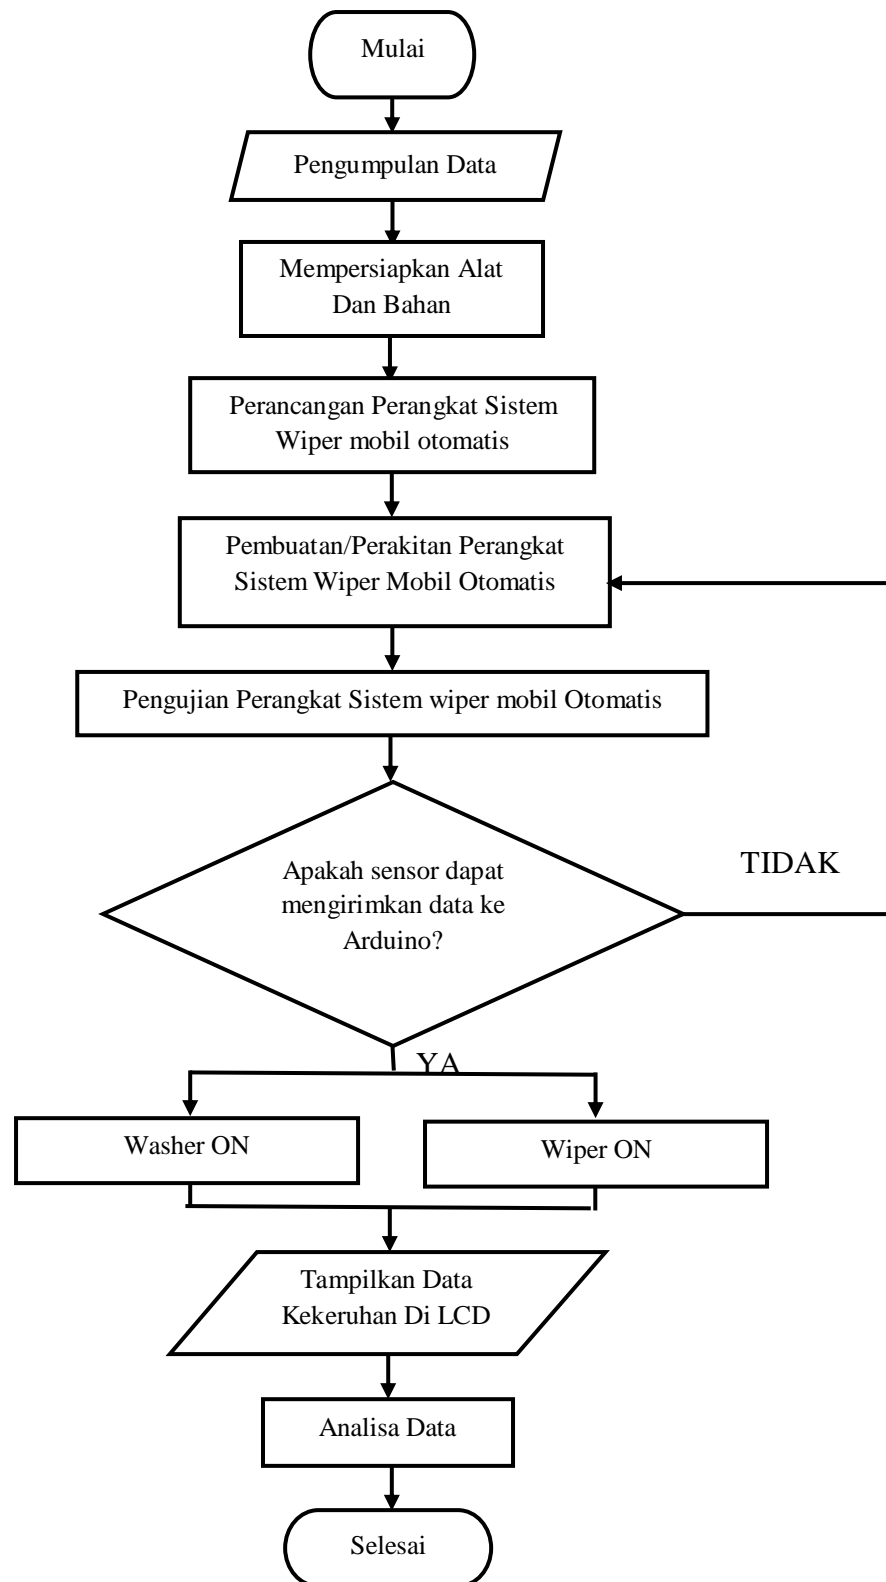 Mulai
Pengumpulan Data
Mempersiapkan Alat
Dan Bahan
Perancangan Perangkat Sistem
Wiper mobil otomatis
Pembuatan/Perakitan Perangkat
Sistem Wiper Mobil Otomatis
Pengujian Perangkat Sistem wiper mobil Otomatis
Apakah sensor dapat
mengirimkan data ke
Arduino?
TIDAK
YA
Washer ON
Wiper ON
Tampilkan Data
Kekeruhan Di LCD
Analisa Data
Selesai